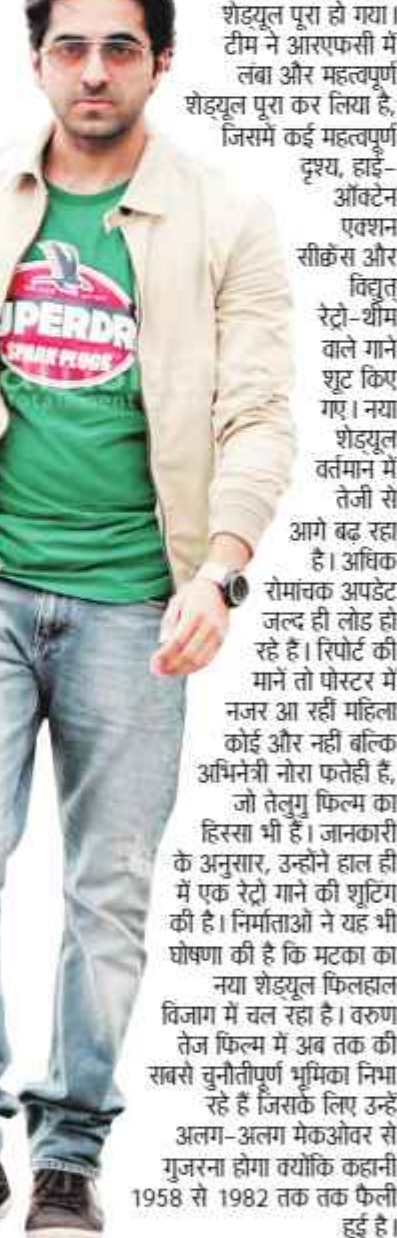 शेड्यूल पूरा हो गया।
टीम ने आरएफसी में
लंबा और महत्वपूर्ण
शेड्यूल पूरा कर लिया है,
जिसमें कई महत्वपूर्ण
दृश्य, हाई-
ऑक्टेन
एक्शन
सीक्वेंस और
विद्युत्
रेट्रो-थीम
वाले गाने
शूट किए
गए। नया
शेड्यूल
वर्तमान में
तेजी से
आगे बढ़ रहा
है। अधिक
रोमांचक अपडेट
जल्द ही लोड हो
रहे हैं। रिपोर्ट की
मानें तो पोस्टर में
नजर आ रहीं महिला
कोई और नहीं बल्कि
अभिनेत्री नोरा फतेही हैं,
जो तेलुगु फिल्म का
हिस्सा भी हैं। जानकारी
के अनुसार, उन्होंने हाल ही
में एक रेट्रो गाने की शूटिंग
की है। निर्माताओं ने यह भी
घोषणा की है कि मटका का
नया शेड्यूल फिलहाल
विजाग में चल रहा है। वरुण
तेज फिल्म में अब तक की
सबसे चुनौतीपूर्ण भूमिका निभा
रहे हैं जिसके लिए उन्हें
अलग-अलग मेकओवर से
गुजरना होगा क्योंकि कहानी
1958 से 1982 तक तक फैली
हुई है।
UPERDR
SPARK PLUGS